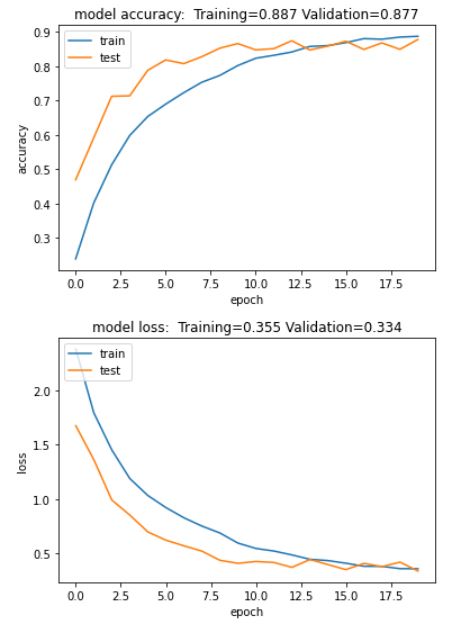 model accuracy:  Training=0.887 Validation=0.877
train
test
0.9
0.8
0.7
0.6
0.5
0.4
0.3
accuracy
0.0 2.5 5.0 7.5 10.0 12.5 15.0 17.5
epoch
model loss:  Training=0.355 Validation=0.334
train
test
2.0
1.5
1.0
0.5
loss
0.0 2.5 5.0 7.5 10.0 12.5 15.0 17.5
epoch